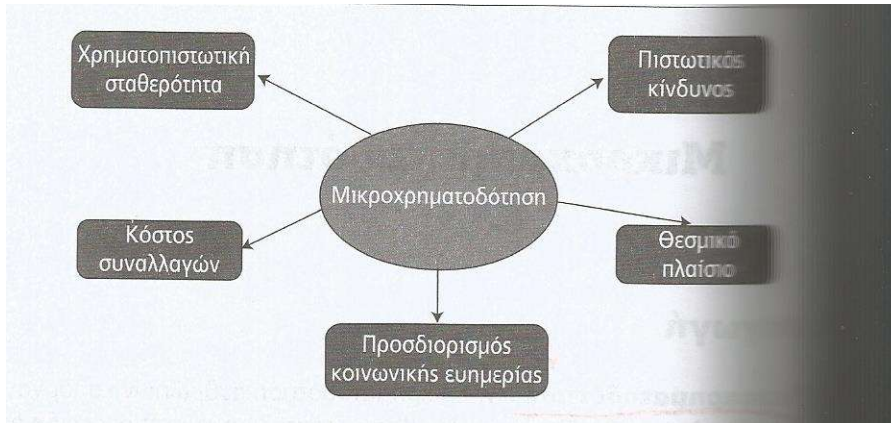 Χρηματοπιστωτική
σταθερότητα
Πιστωτικός
κίνδυνος
Μικροχρηματοδότηση
Κόστος
συναλλαγών
Θεσμικό
πλαίσιο
Προσδιορισμός
κοινωνικής ευημερίας